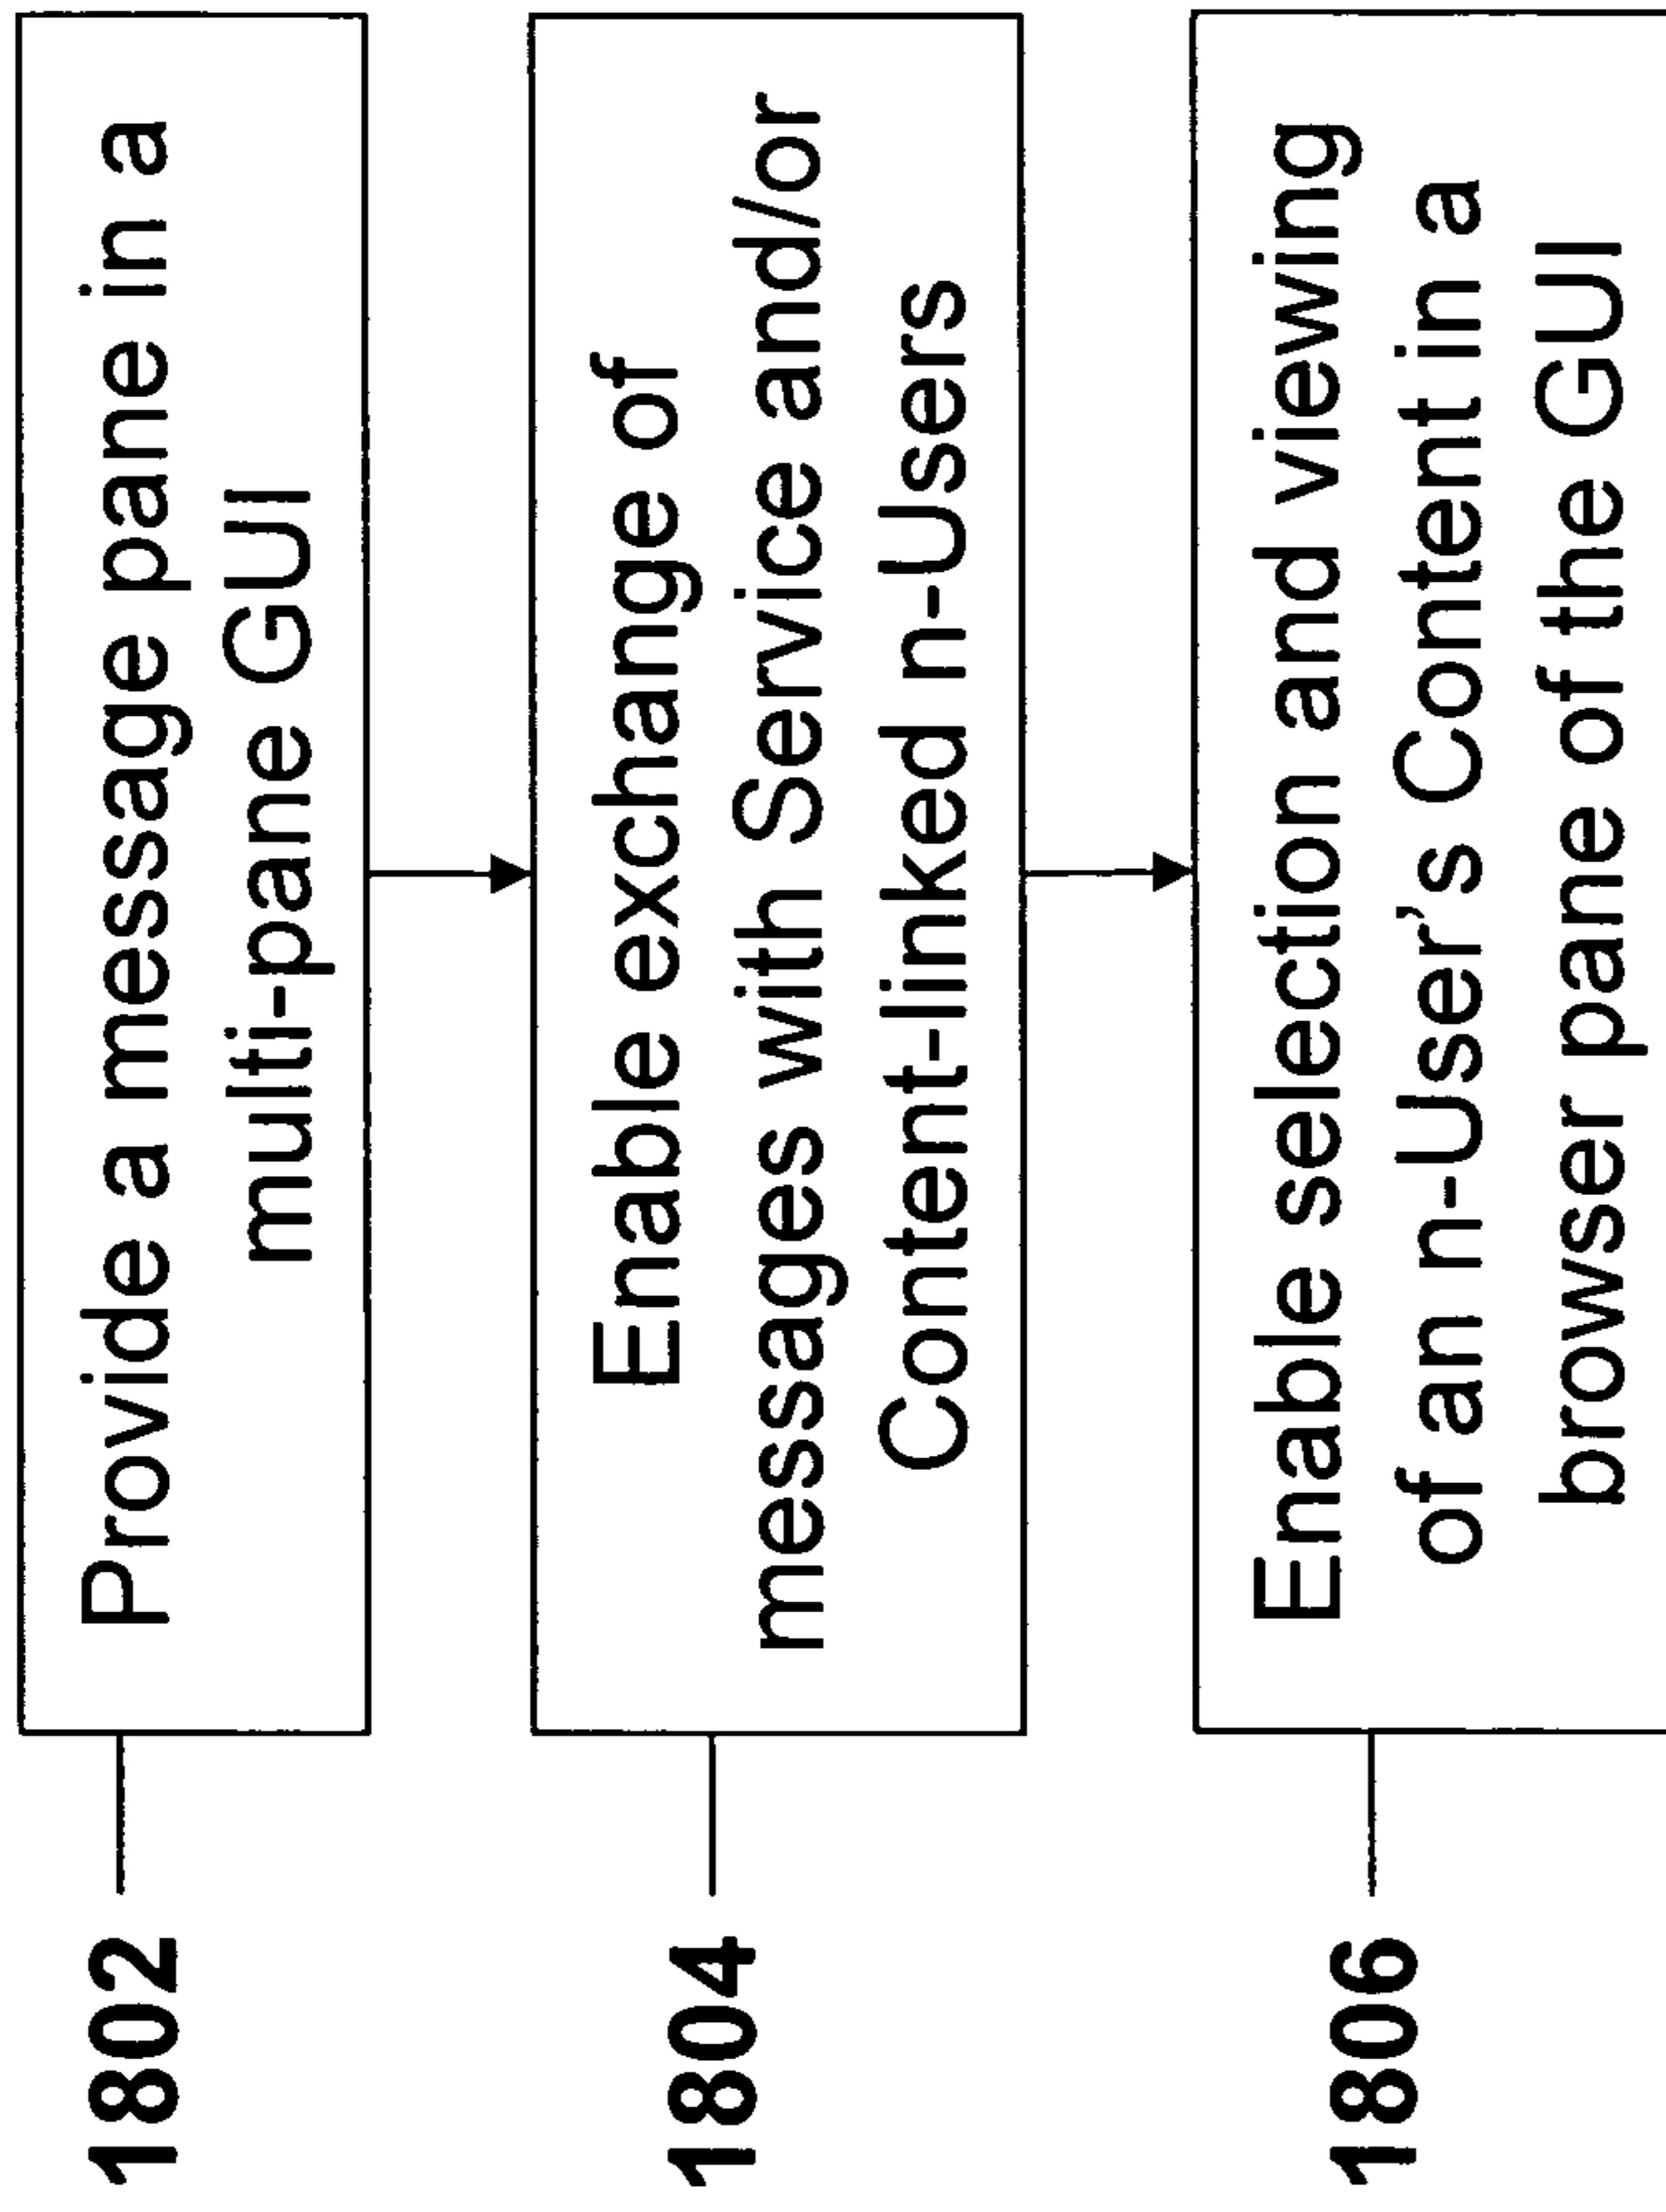 1802
Provide a message pane in a
multi-pane GUI
1804
Enable exchange of
messages with Service and/or
Content-linked n-Users
1806
Enable selection and viewing
of an n-User's Content in a
browser pane of the GUI